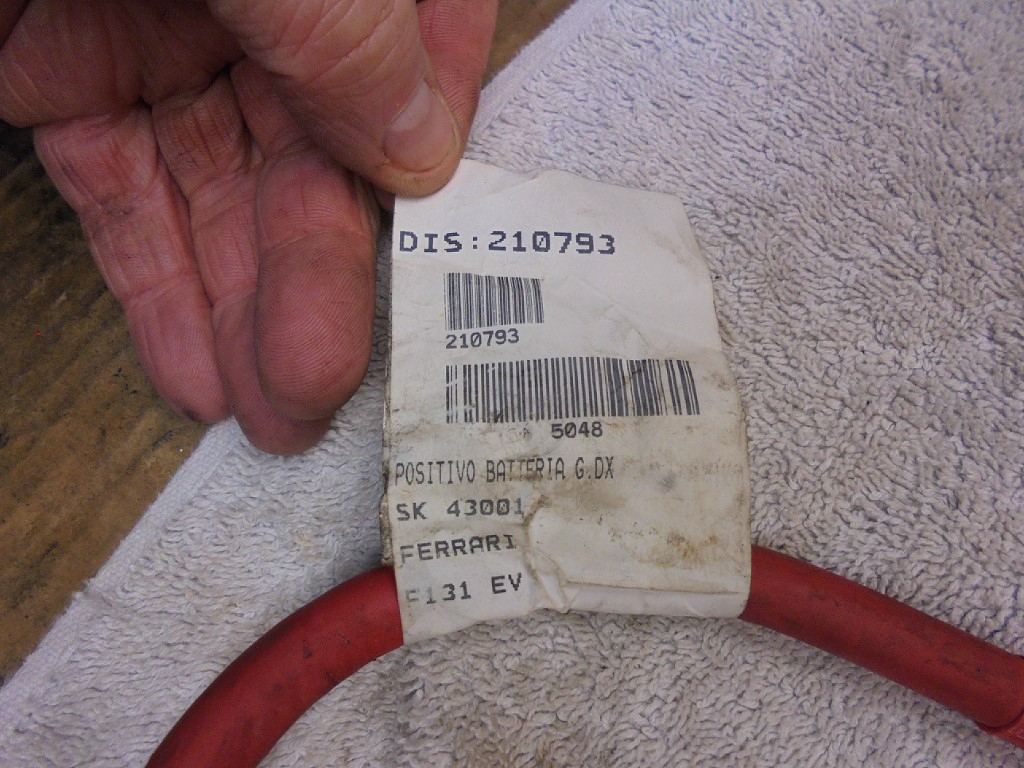 DIS:210793
210793
5048
POSITIVO BATTERIA G.DX
SK 43001
FERRARI
F131 EV